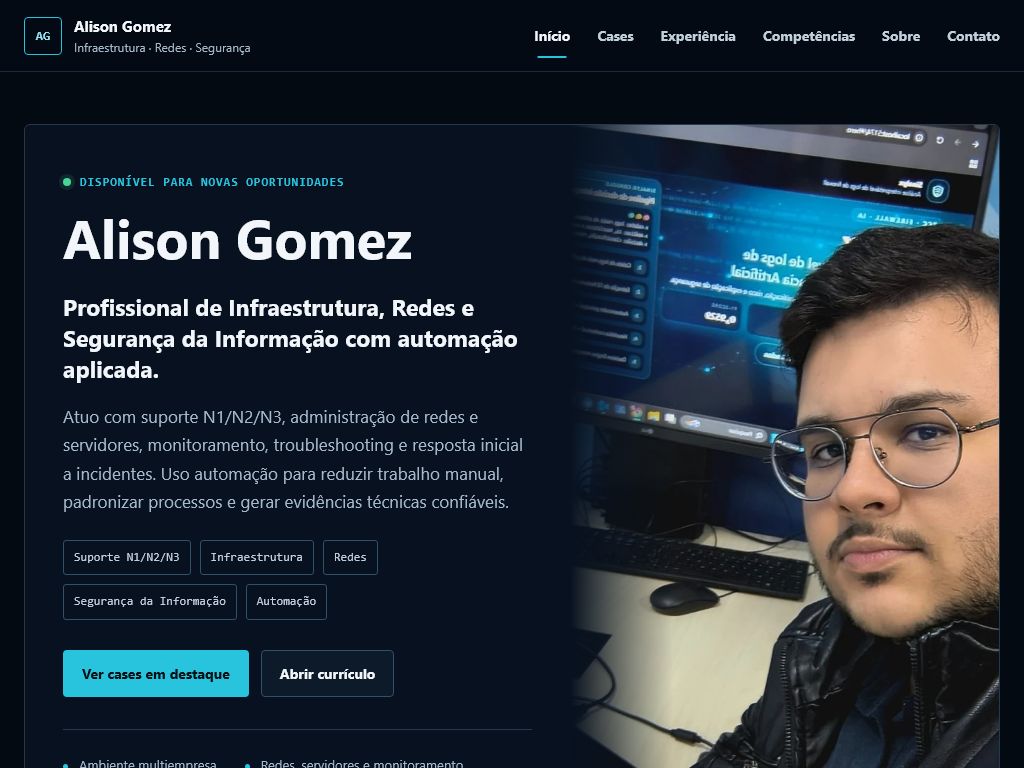 AG
Alison Gomez
Infraestrutura · Redes · Segurança
Início
Cases
Experiência
Competências
Sobre
Contato
DISPONÍVEL PARA NOVAS OPORTUNIDADES
Alison Gomez
Profissional de Infraestrutura, Redes e
Segurança da Informação com automação
aplicada.
Atuo com suporte N1/N2/N3, administração de redes e
servidores, monitoramento, troubleshooting e resposta inicial
a incidentes. Uso automação para reduzir trabalho manual,
padronizar processos e gerar evidências técnicas confiáveis.
Suporte N1/N2/N3
Infraestrutura
Redes
Segurança da Informação
Automação
Ver cases em destaque
Abrir currículo
Ambiente multiempresa
Redes, servidores e monitoramento